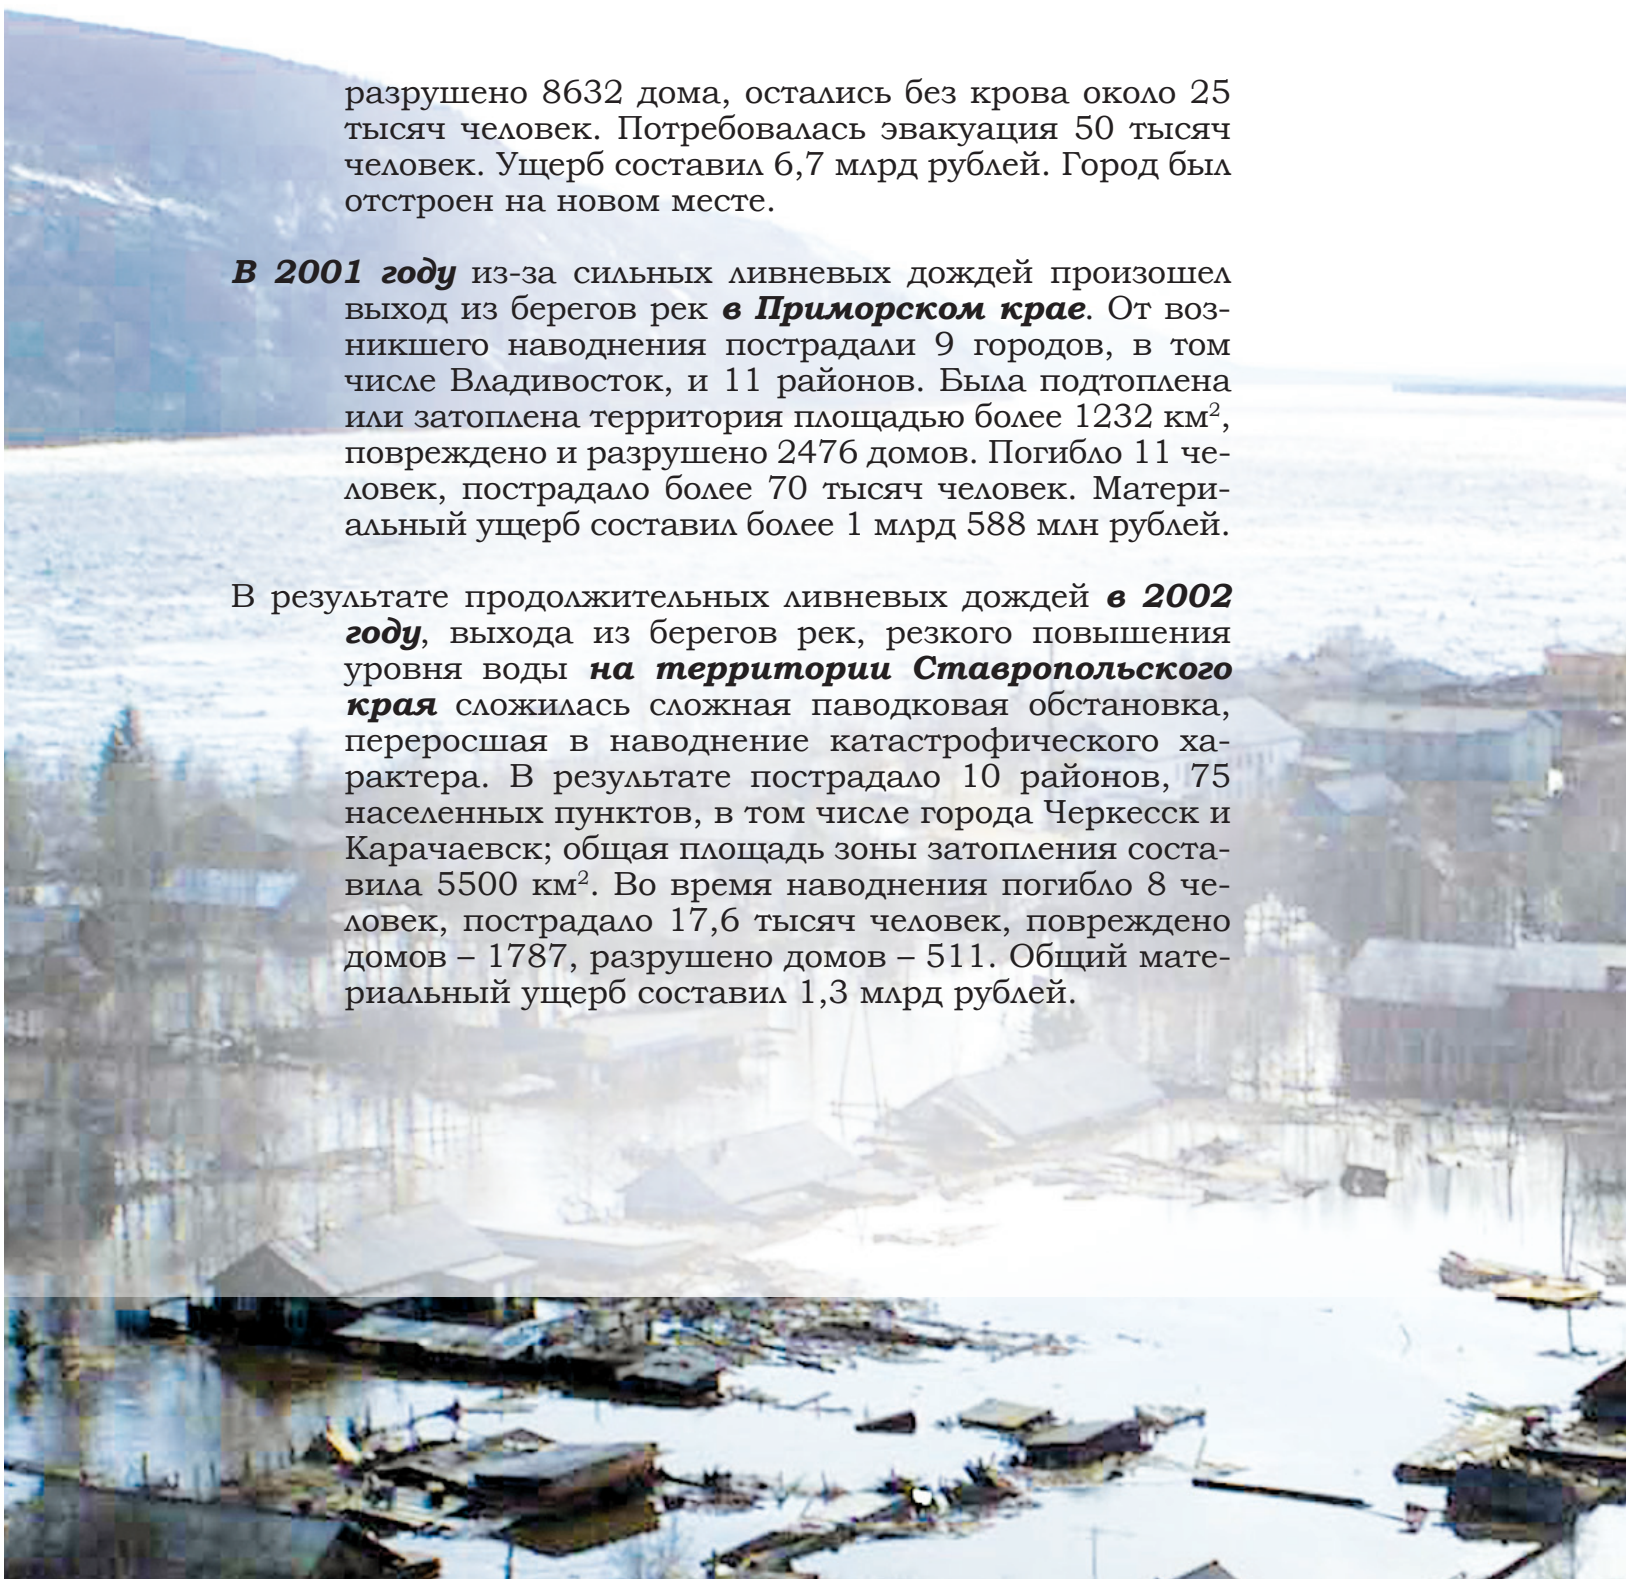 разрушено 8632 дома, остались без крова около 25
тысяч человек. Потребовалась эвакуация 50 тысяч
человек. Ущерб составил 6,7 млрд рублей. Город был
отстроен на новом месте.
В 2001 году из-за сильных ливневых дождей произошел
выход из берегов рек в Приморском крае. От воз-
никшего наводнения пострадали 9 городов, в том
числе Владивосток, и 11 районов. Была подтоплена
или затоплена территория площадью более 1232 км²,
повреждено и разрушено 2476 домов. Погибло 11 че-
ловек, пострадало более 70 тысяч человек. Матери-
альный ущерб составил более 1 млрд 588 млн рублей.
В результате продолжительных ливневых дождей в 2002
году, выхода из берегов рек, резкого повышения
уровня воды на территории Ставропольского
края сложилась сложная паводковая обстановка,
переросшая в наводнение катастрофического ха-
рактера. В результате пострадало 10 районов, 75
населенных пунктов, в том числе города Черкесск и
Карачаевск; общая площадь зоны затопления соста-
вила 5500 км². Во время наводнения погибло 8 че-
ловек, пострадало 17,6 тысяч человек, повреждено
домов – 1787, разрушено домов – 511. Общий мате-
риальный ущерб составил 1,3 млрд рублей.